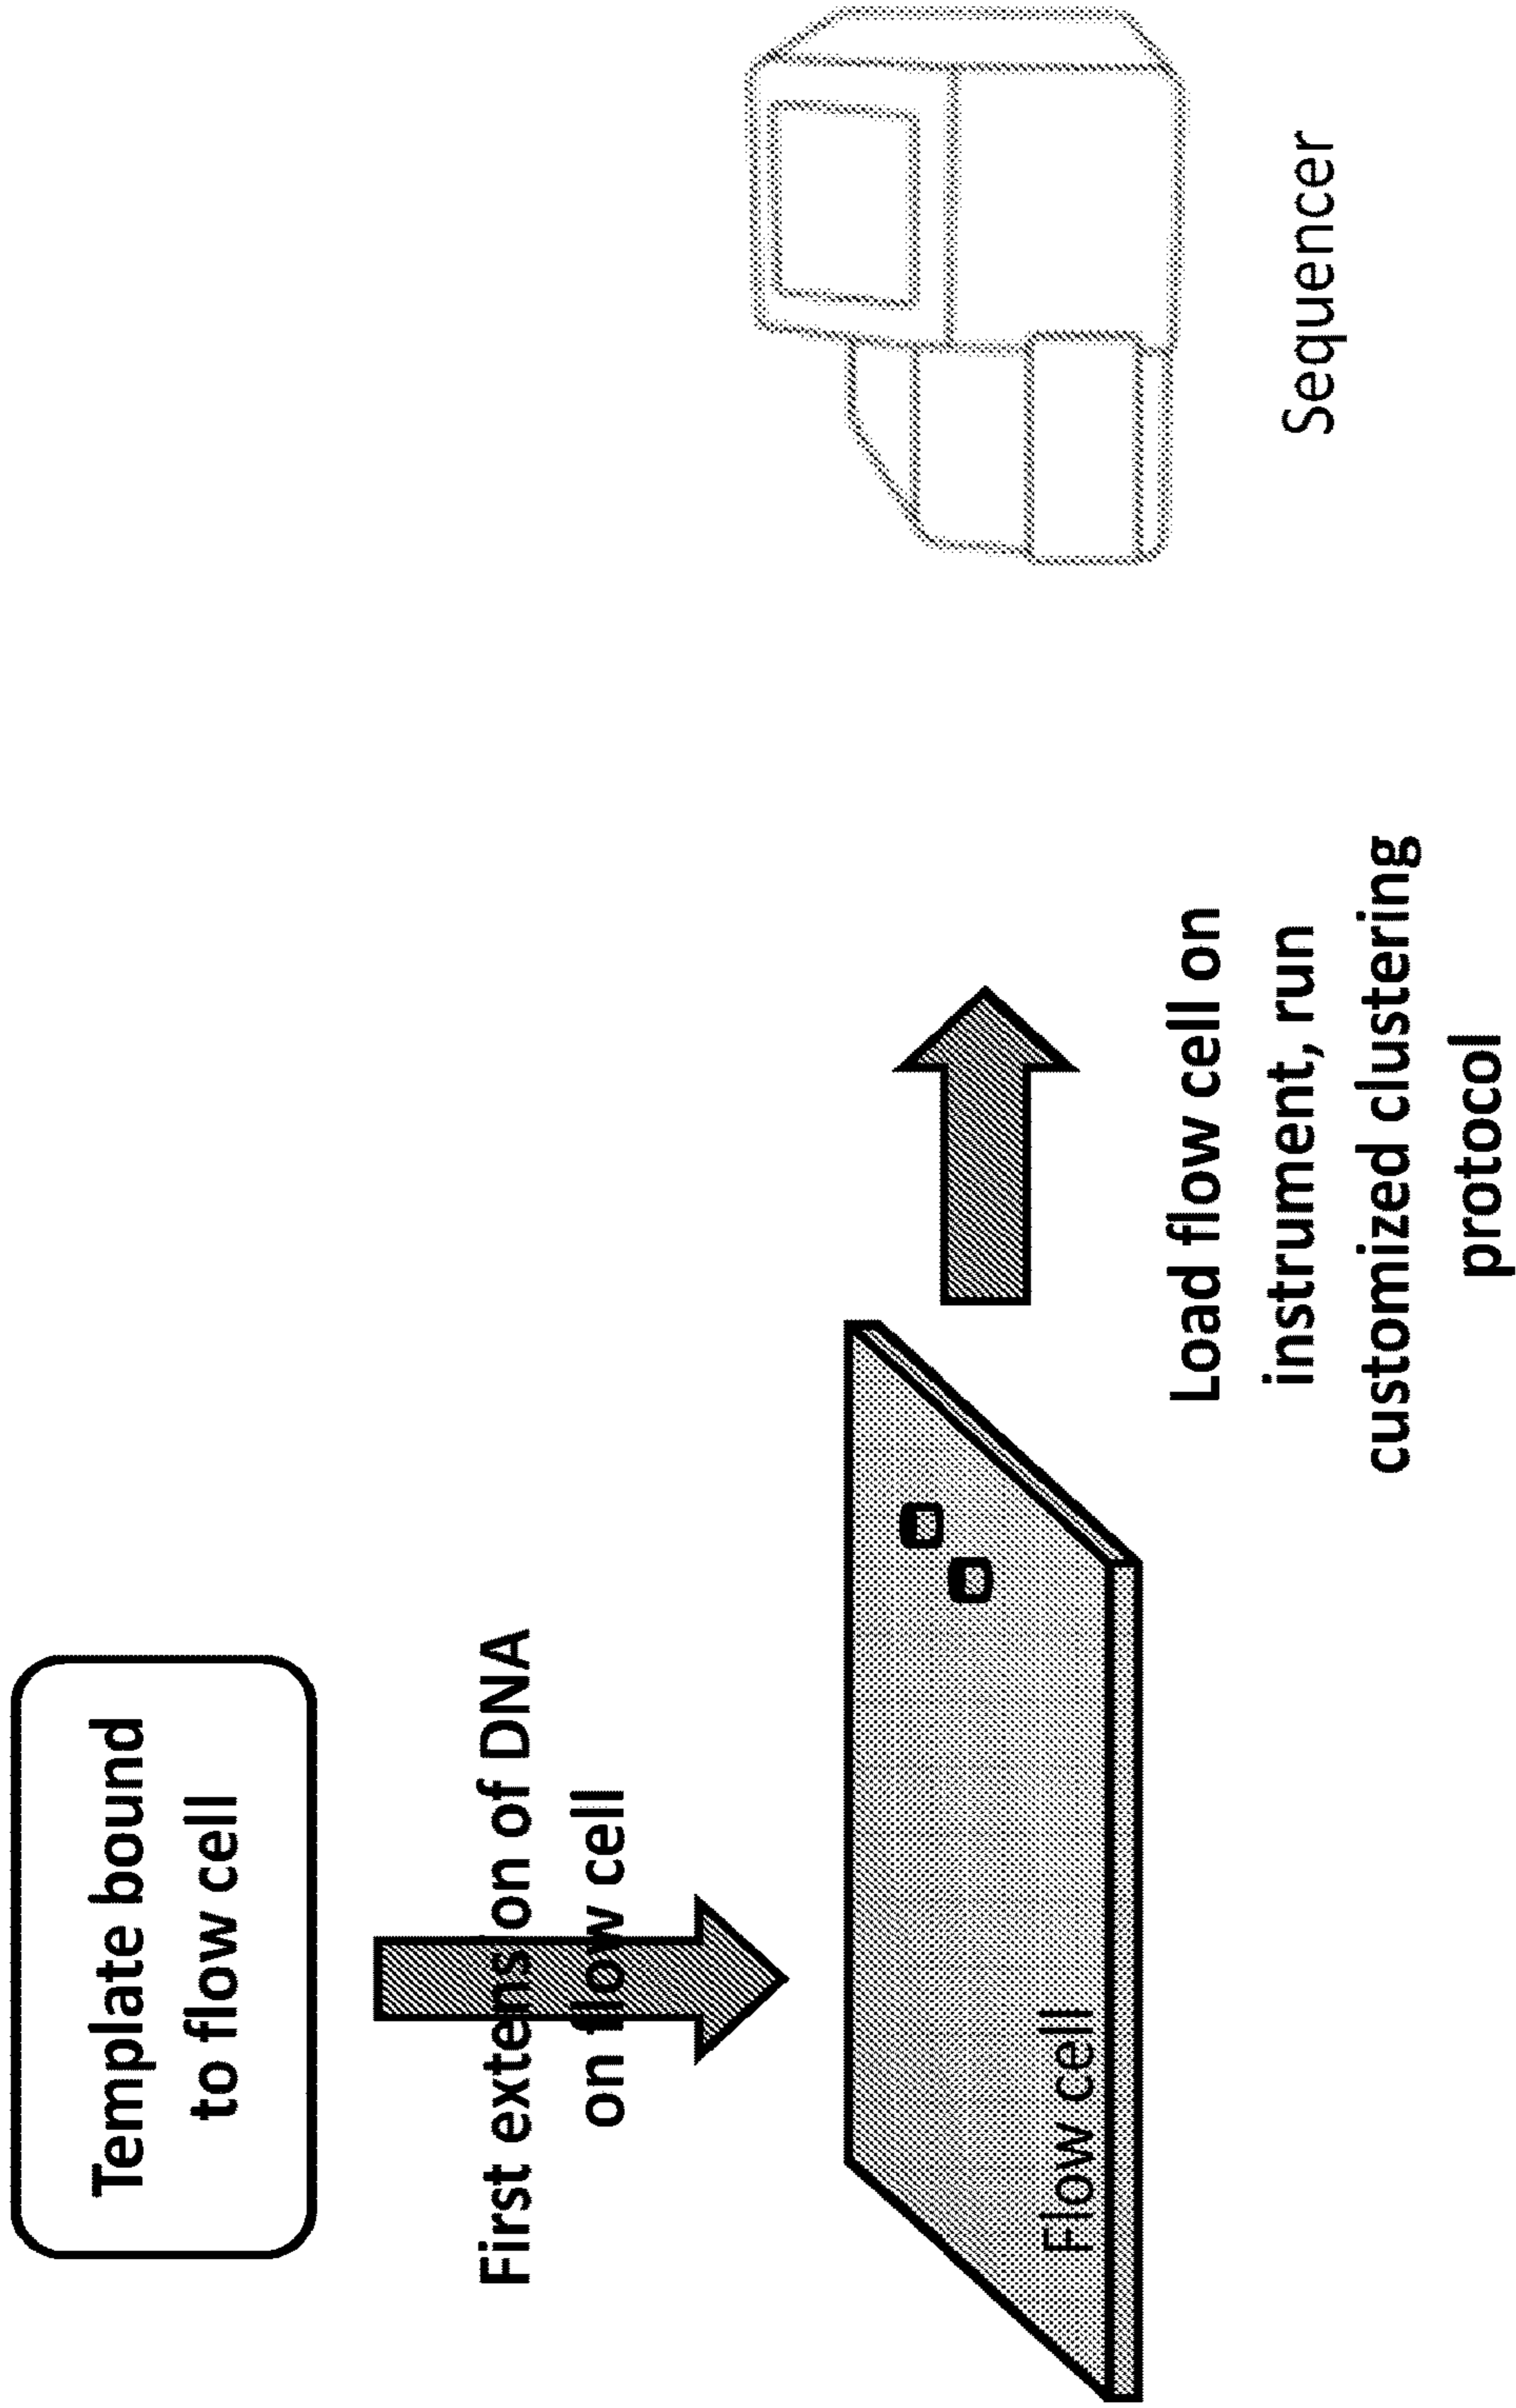 Template bound
to flow cell
First extension of DNA
on flow cell
Flow cell
Load flow cell on
instrument, run
customized clustering
protocol
Sequencer